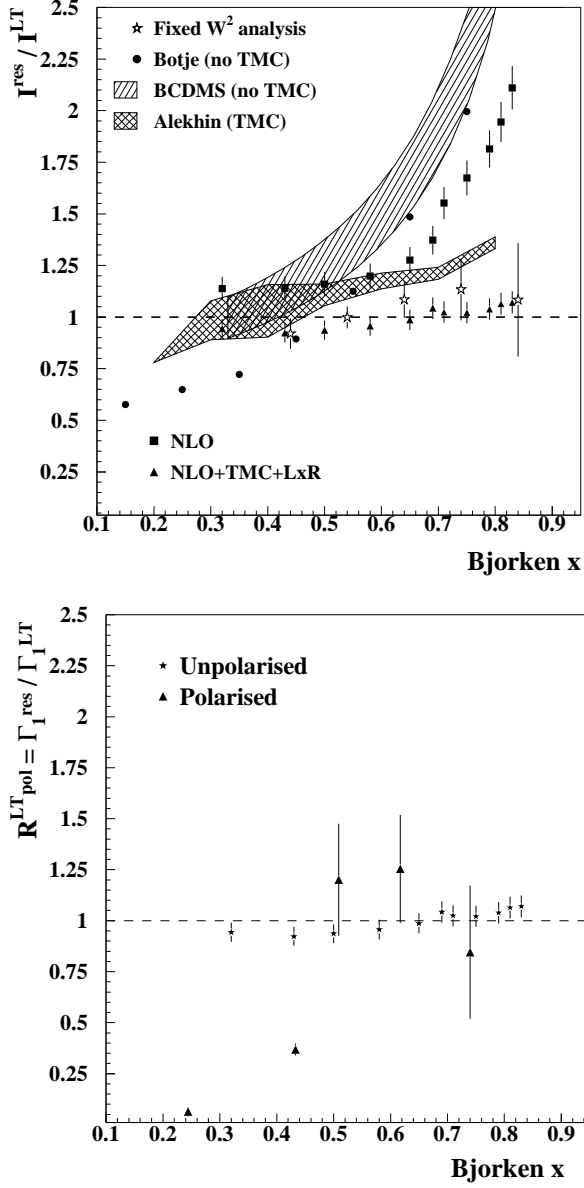 I^res / I^LT
2.5
2.25
2
1.75
1.5
1.25
1
0.75
0.5
0.25
Fixed W² analysis
Botje (no TMC)
BCDMS (no TMC)
Alekhin (TMC)
NLO
NLO+TMC+LxR
0.1 0.2 0.3 0.4 0.5 0.6 0.7 0.8 0.9
Bjorken x
R^LT_pol = Γ₁^res / Γ₁^LT
2.5
2.25
2
1.75
1.5
1.25
1
0.75
0.5
0.25
Unpolarised
Polarised
0.1 0.2 0.3 0.4 0.5 0.6 0.7 0.8 0.9
Bjorken x